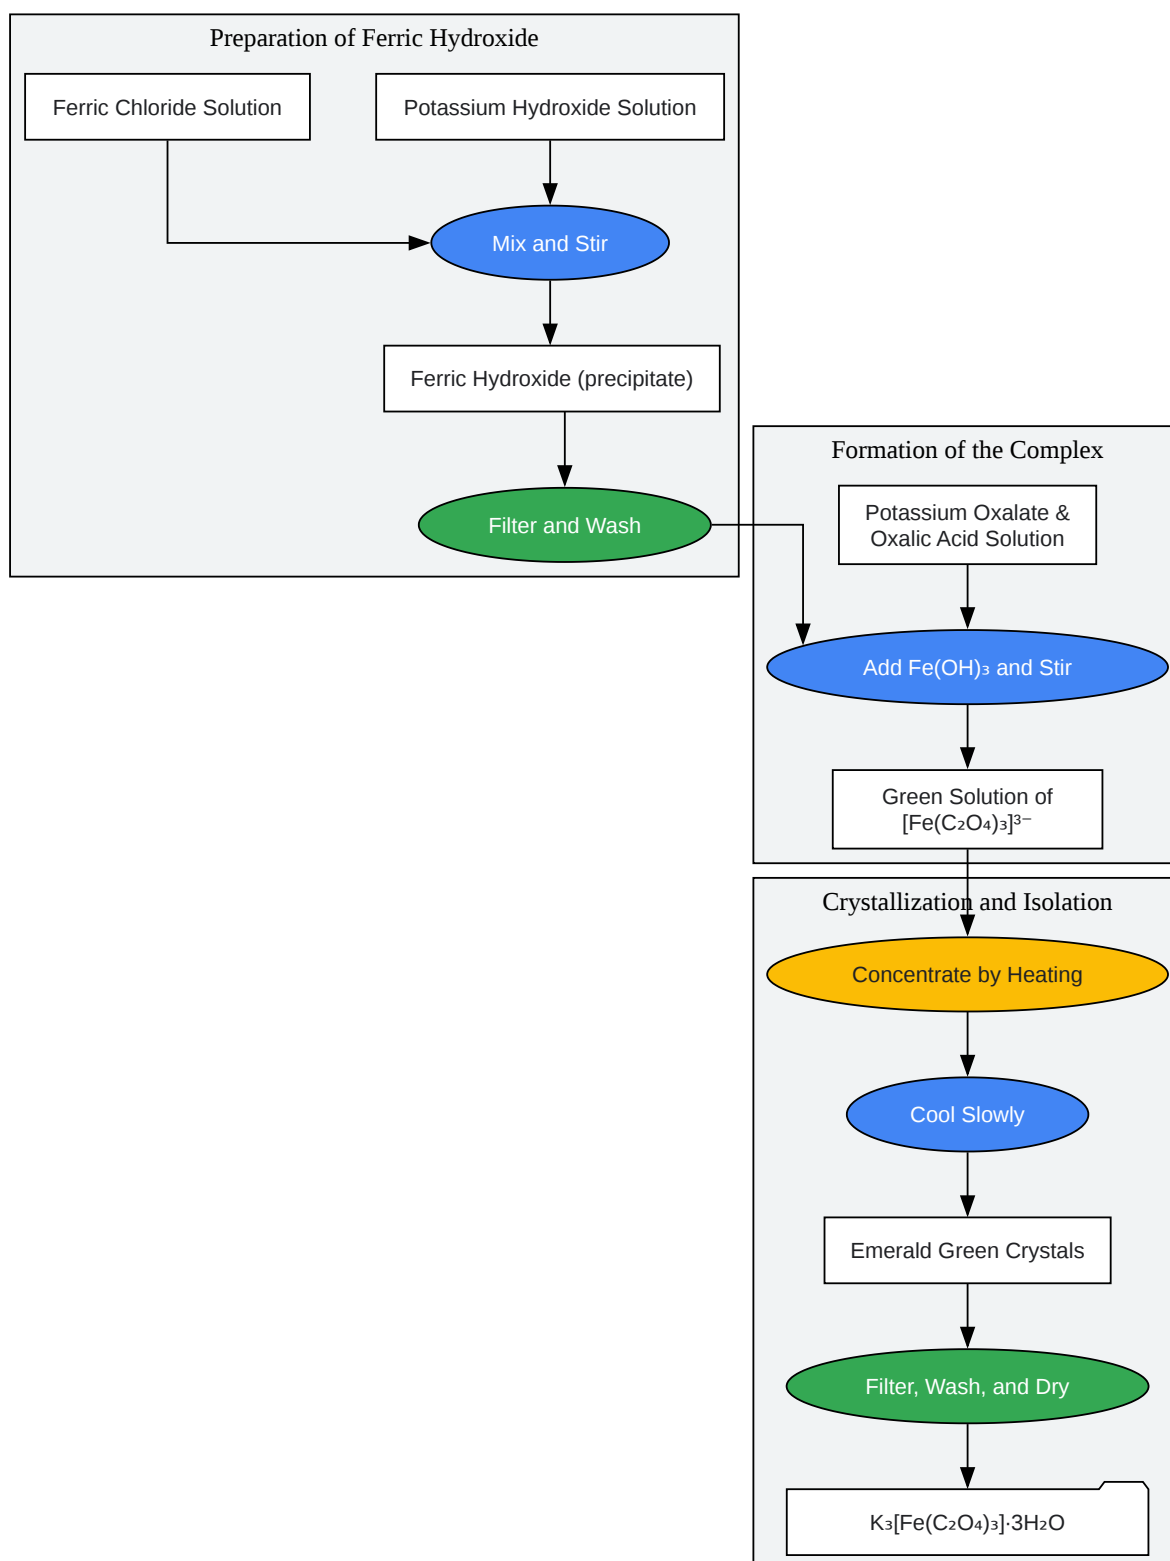 Preparation of Ferric Hydroxide
Ferric Chloride Solution
Potassium Hydroxide Solution
Mix and Stir
Ferric Hydroxide (precipitate)
Filter and Wash
Formation of the Complex
Potassium Oxalate &
Oxalic Acid Solution
Add Fe(OH)₃ and Stir
Green Solution of
[Fe(C₂O₄)₃]³⁻
Crystallization and Isolation
Concentrate by Heating
Cool Slowly
Emerald Green Crystals
Filter, Wash, and Dry
K₃[Fe(C₂O₄)₃]·3H₂O